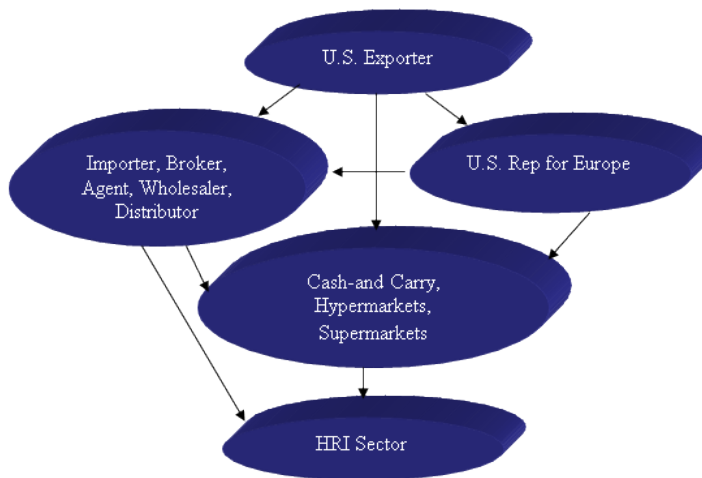 U.S. Exporter
Importer, Broker,
Agent, Wholesaler,
Distributor
U.S. Rep for Europe
Cash-and Carry,
Hypermarkets,
Supermarkets
HRI Sector